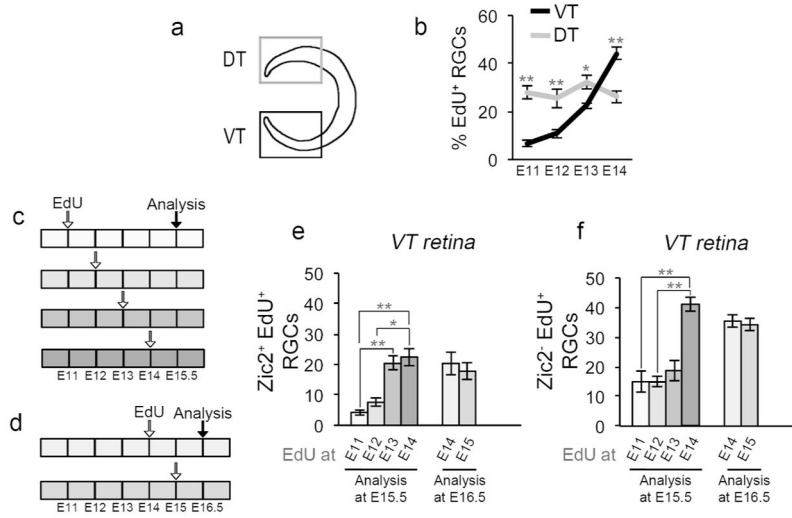 a
DT
VT
b
VT
DT
% EdU⁺ RGCs
60
40
20
0
** ** * **
E11 E12 E13 E14
c
EdU Analysis
E11 E12 E13 E14 E15.5
d
EdU Analysis
E11 E12 E13 E14 E15 E16.5
e
VT retina
Zic2⁺ EdU⁺
RGCs
50
40
30
20
10
0
**
*
**
EdU at E11 E12 E13 E14 E14 E15
Analysis at E15.5
Analysis at E16.5
f
VT retina
Zic2⁻ EdU⁺
RGCs
50
40
30
20
10
0
**
**
EdU at E11 E12 E13 E14 E14 E15
Analysis at E15.5
Analysis at E16.5